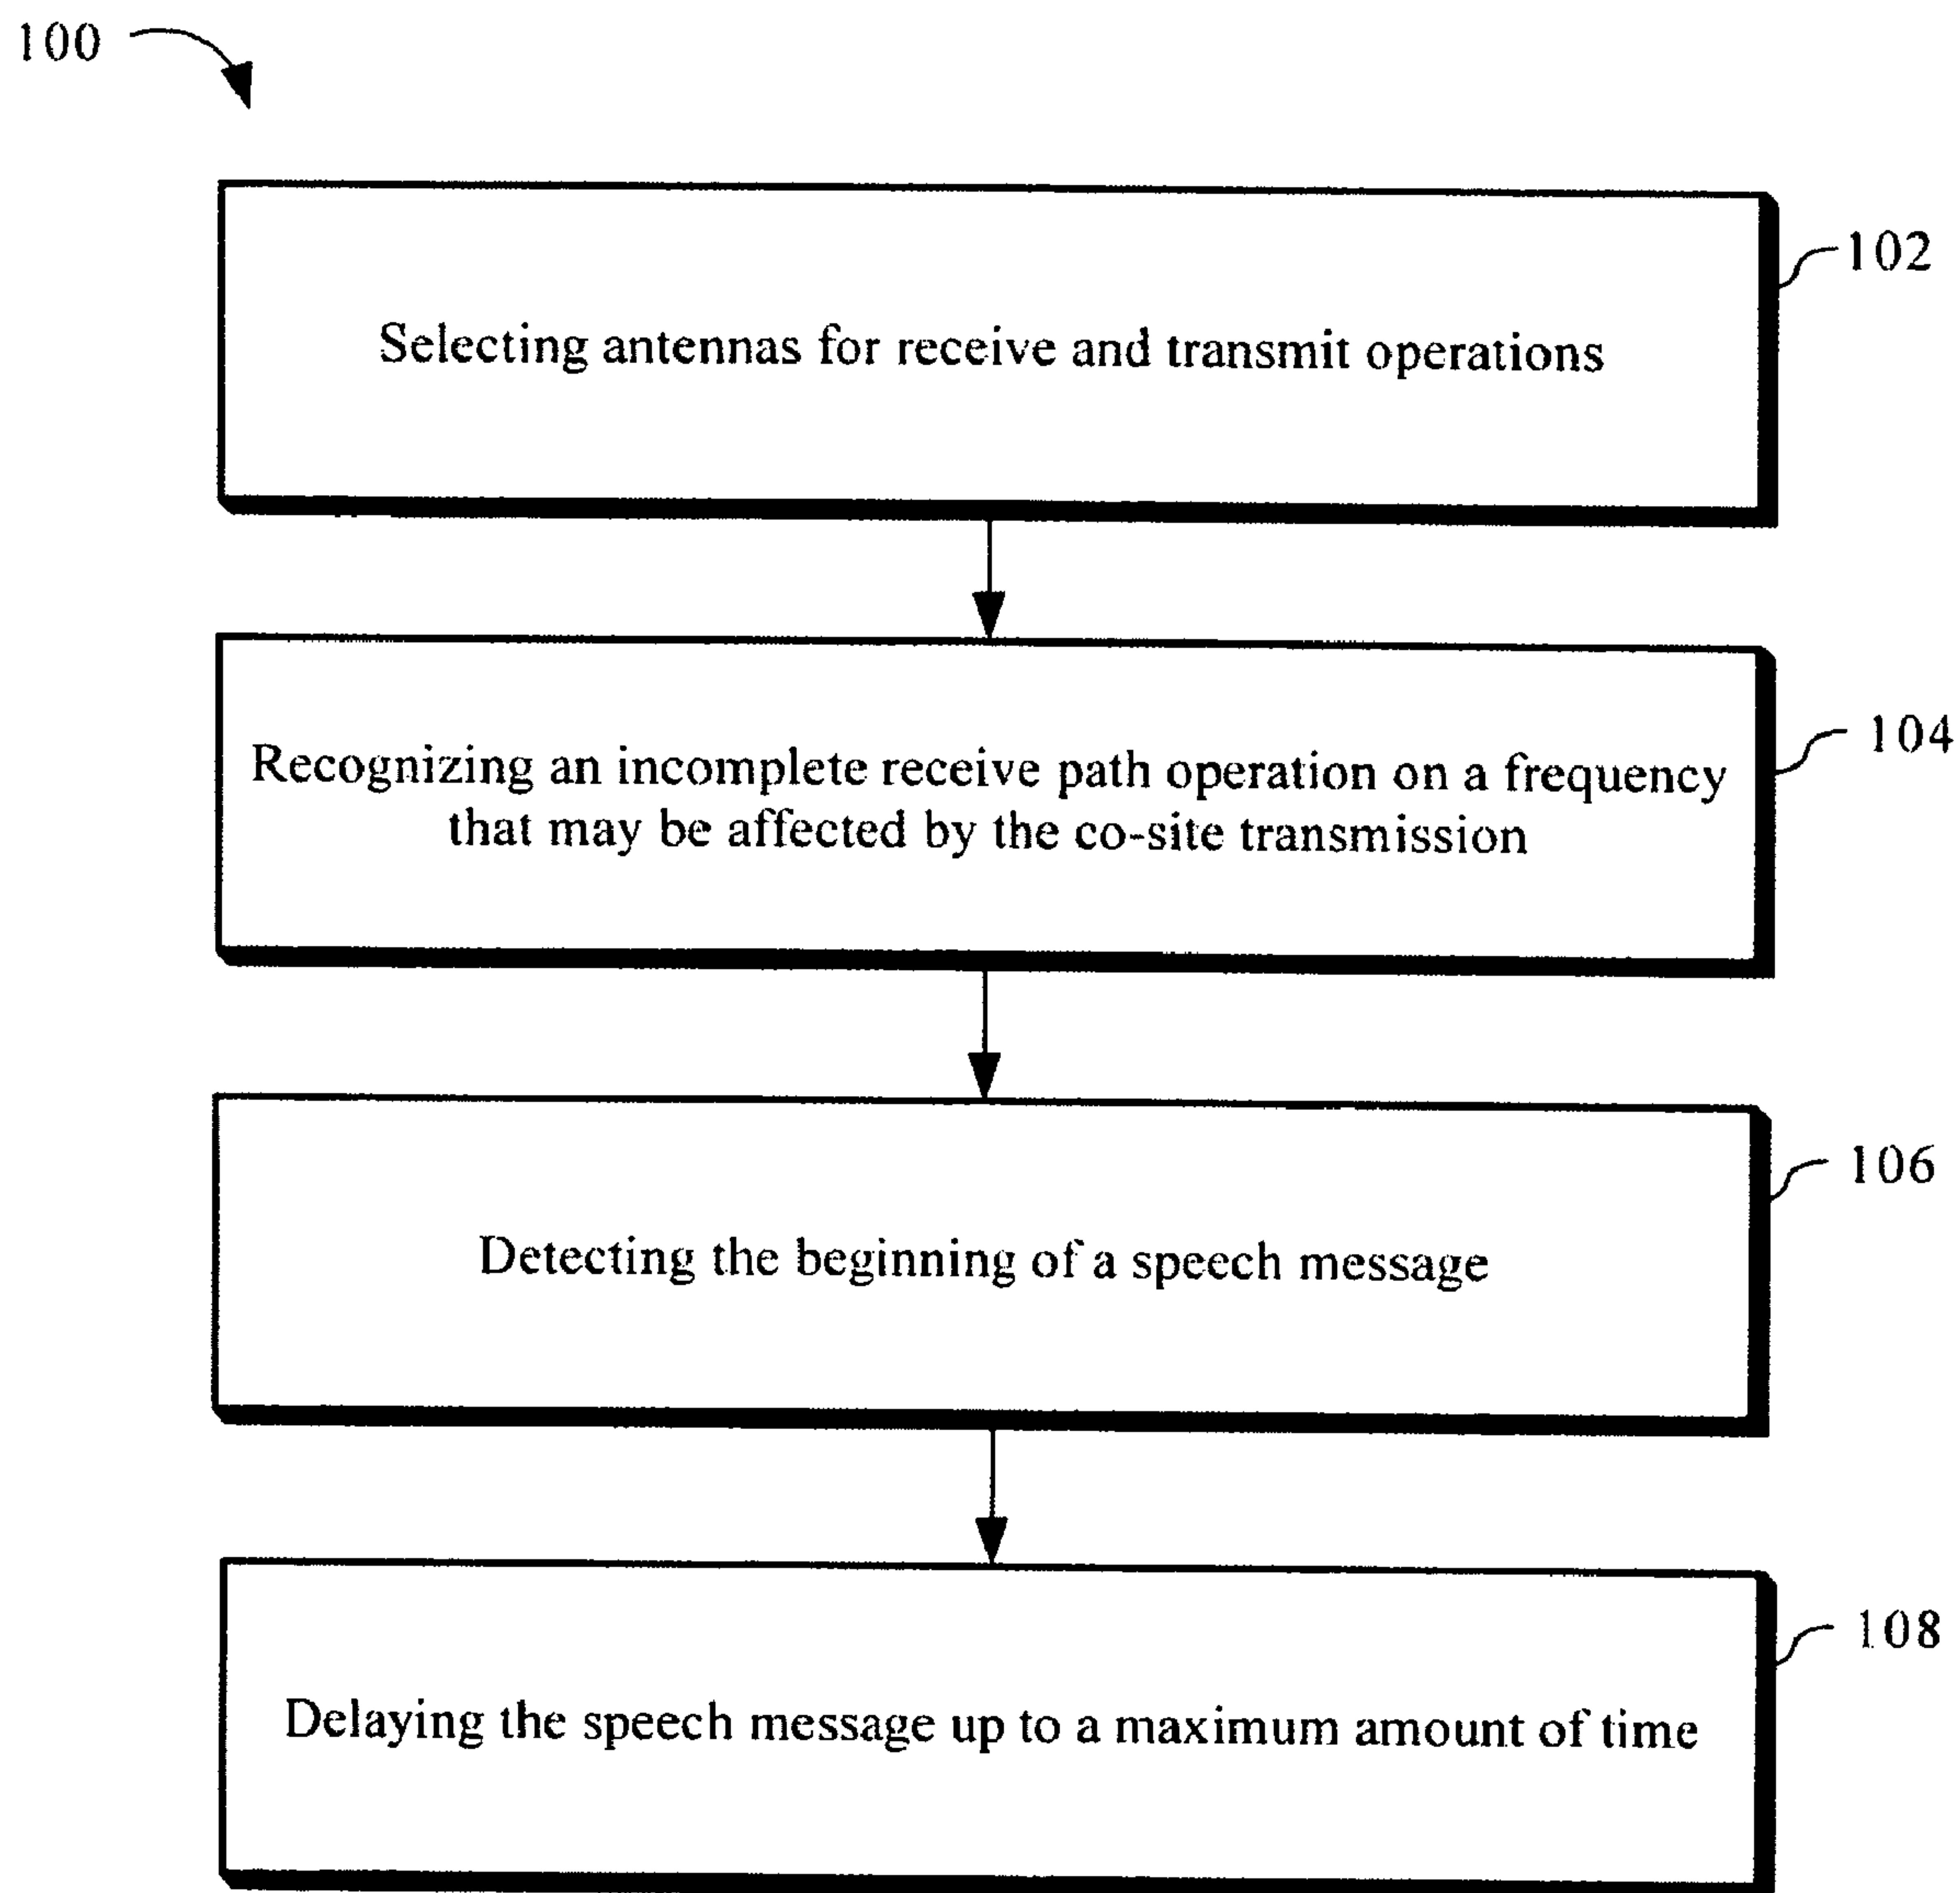 100
Selecting antennas for receive and transmit operations
102
Recognizing an incomplete receive path operation on a frequency
that may be affected by the co-site transmission
104
Detecting the beginning of a speech message
106
Delaying the speech message up to a maximum amount of time
108